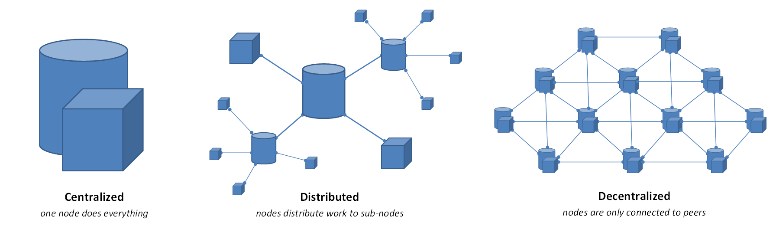 Centralized
one node does everything
Distributed
nodes distribute work to sub-nodes
Decentralized
nodes are only connected to peers